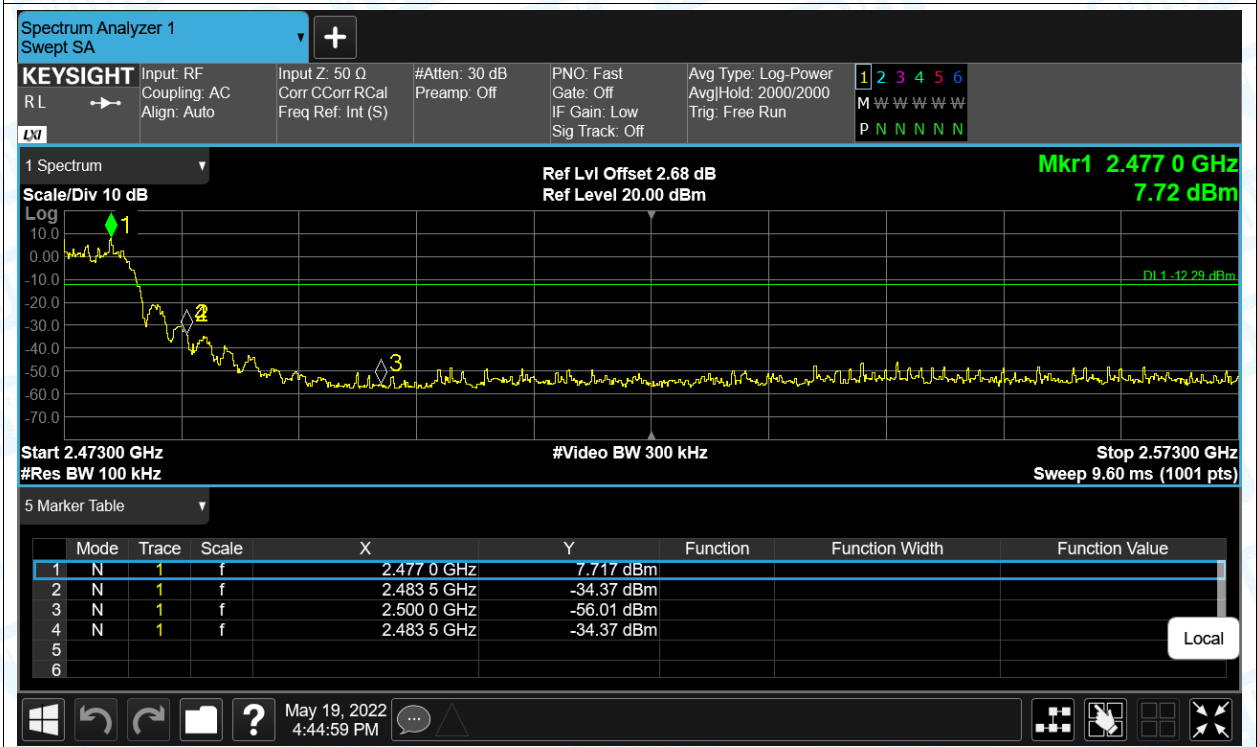 Spectrum Analyzer 1
Swept SA
+
KEYSIGHT Input: RF Input Z: 50 Ω #Atten: 30 dB PNO: Fast Avg Type: Log-Power 1 2 3 4 5 6
R L Coupling: AC Corr CCorr RCal Preamp: Off Gate: Off Avg|Hold: 2000/2000 M W W W W W
Align: Auto Freq Ref: Int (S) IF Gain: Low Trig: Free Run
LXI Sig Track: Off P N N N N N
1 Spectrum Ref Lvl Offset 2.68 dB Mkr1 2.477 0 GHz
Scale/Div 10 dB Ref Level 20.00 dBm 7.72 dBm
Log
1
10.0
0.00
-10.0 DL1 -12.29 dBm
-20.0
-30.0
-40.0
3
-50.0
-60.0
-70.0
Start 2.47300 GHz #Video BW 300 kHz Stop 2.57300 GHz
#Res BW 100 kHz Sweep 9.60 ms (1001 pts)
5 Marker Table
Mode Trace Scale X Y Function Function Width Function Value
1 N 1 f 2.477 0 GHz 7.717 dBm
2 N 1 f 2.483 5 GHz -34.37 dBm
3 N 1 f 2.500 0 GHz -56.01 dBm
4 N 1 f 2.483 5 GHz -34.37 dBm
5
6
Local
? May 19, 2022
4:44:59 PM